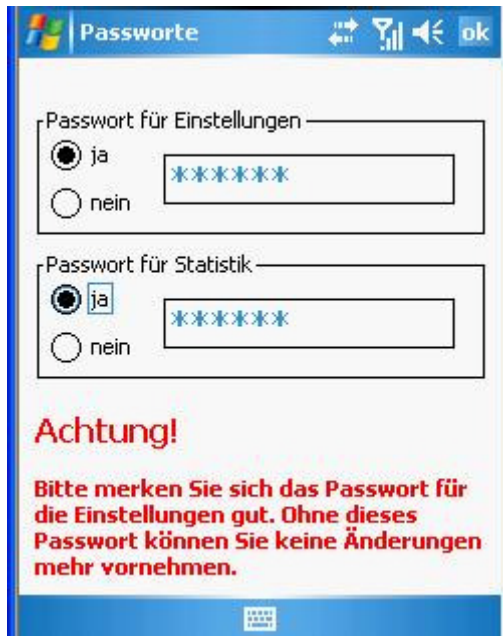 Passworte
ok
Passwort für Einstellungen
ja
******
nein
Passwort für Statistik
ja
******
nein
Achtung!
Bitte merken Sie sich das Passwort für
die Einstellungen gut. Ohne dieses
Passwort können Sie keine Änderungen
mehr vornehmen.